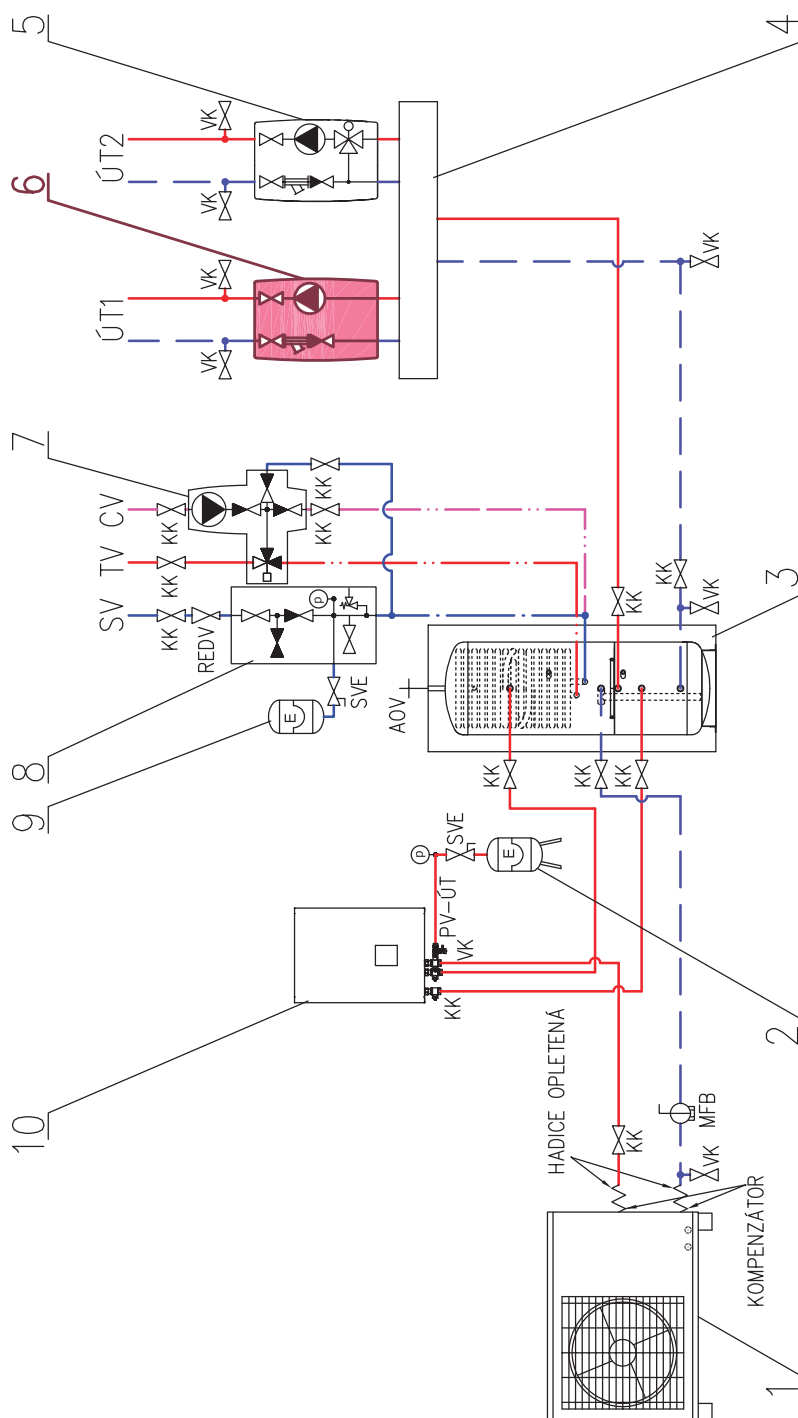 10 9 8 7 6 5
SV TV CV ÚT1 ÚT2
KK KK KK
VK VK VK VK
REDV
E p
KK KK
SVE
AOV
p
PV-ÚT SVE
KK VK
E
KK KK KK
HADICE OPLETENÁ
KK KK
KK
VK MFB VK VK
KOMPENZÁTOR
1 2 3 4